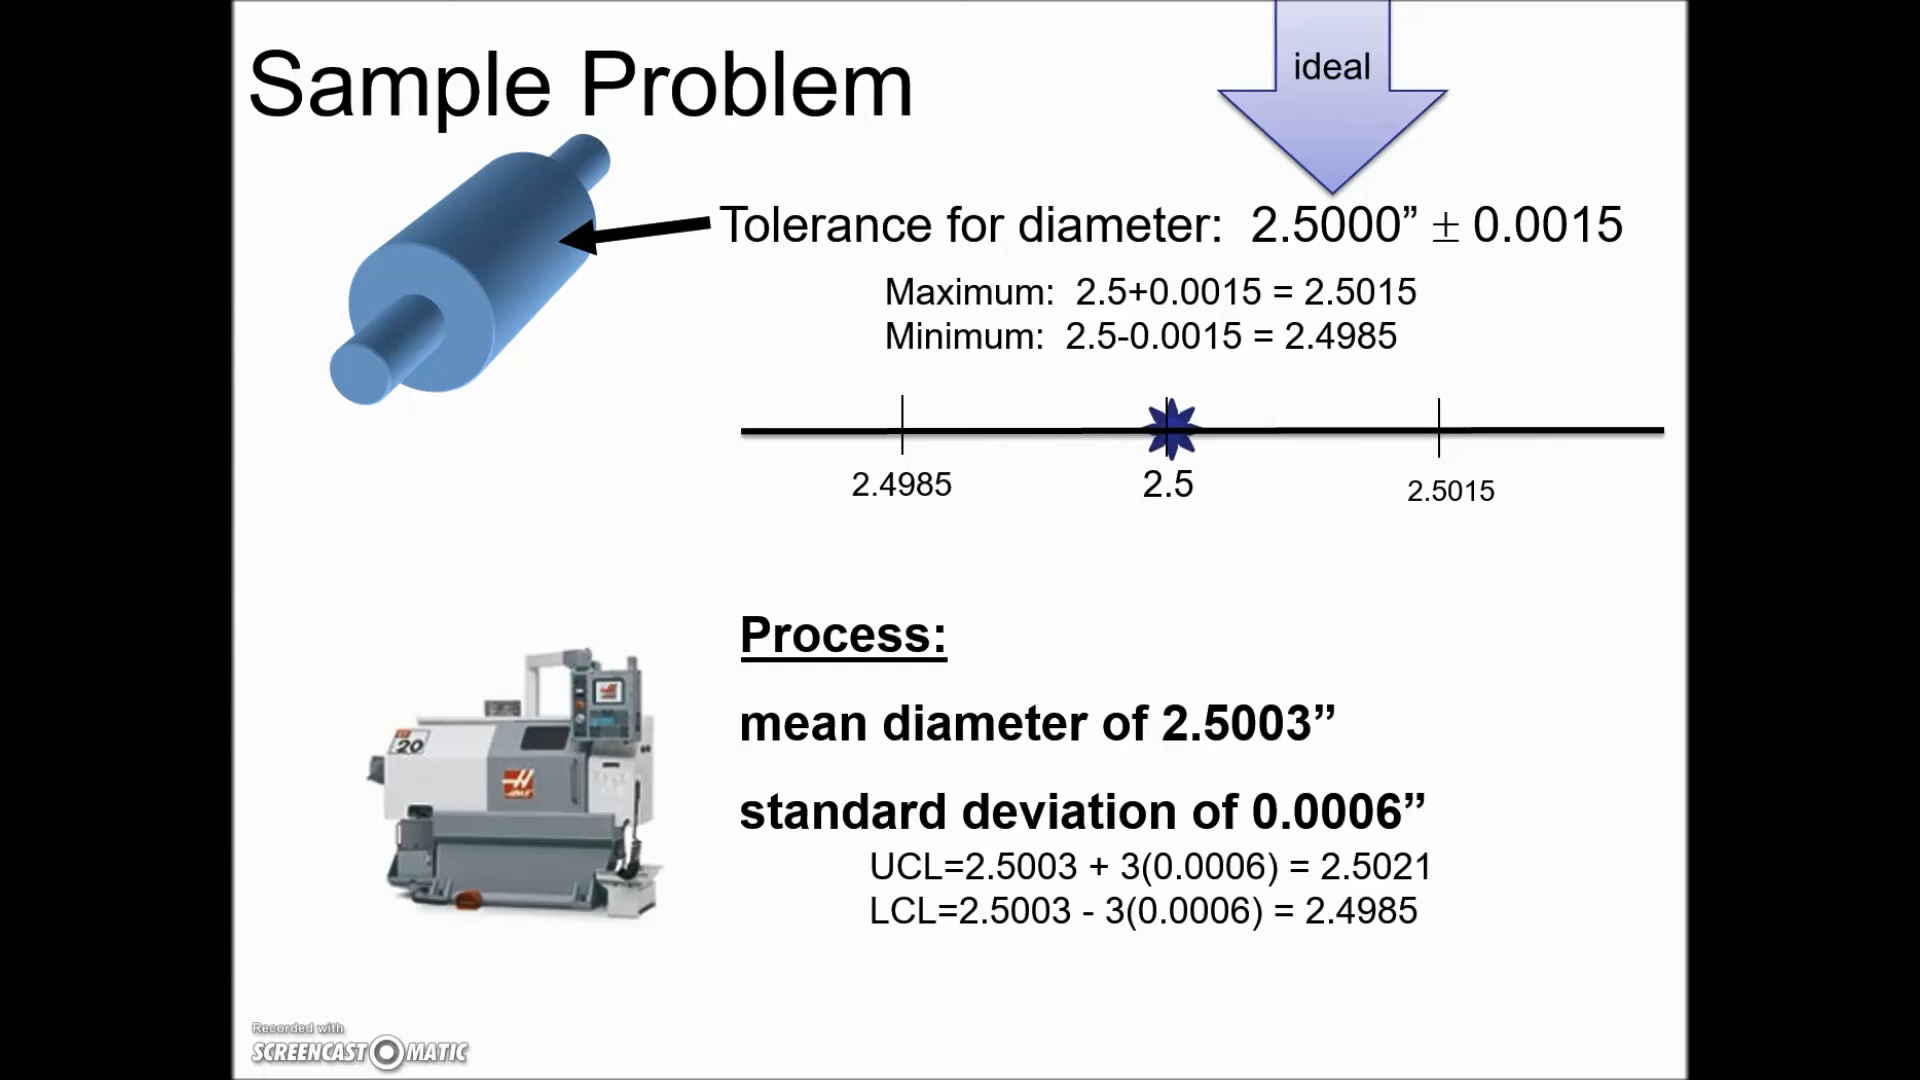 Sample Problem
ideal
Tolerance for diameter: 2.5000” ± 0.0015
Maximum: 2.5+0.0015 = 2.5015
Minimum: 2.5-0.0015 = 2.4985
2.4985
2.5
2.5015
Process:
mean diameter of 2.5003”
standard deviation of 0.0006”
UCL=2.5003 + 3(0.0006) = 2.5021
LCL=2.5003 - 3(0.0006) = 2.4985
20
Recorded with
SCREENCAST O MATIC